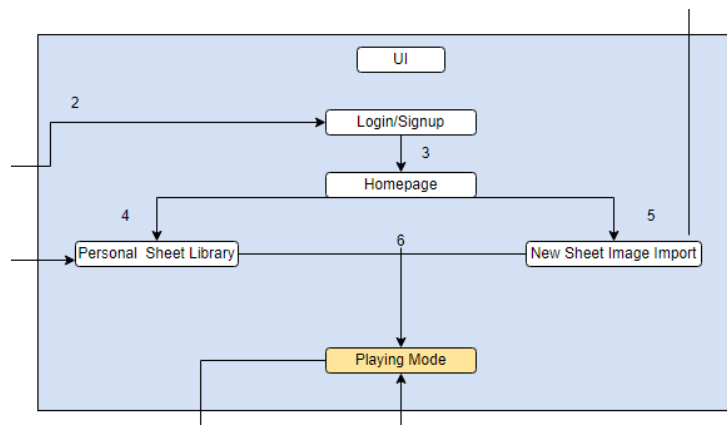 UI
2
Login/Signup
3
Homepage
4
5
Personal  Sheet Library
6
New Sheet Image Import
Playing Mode